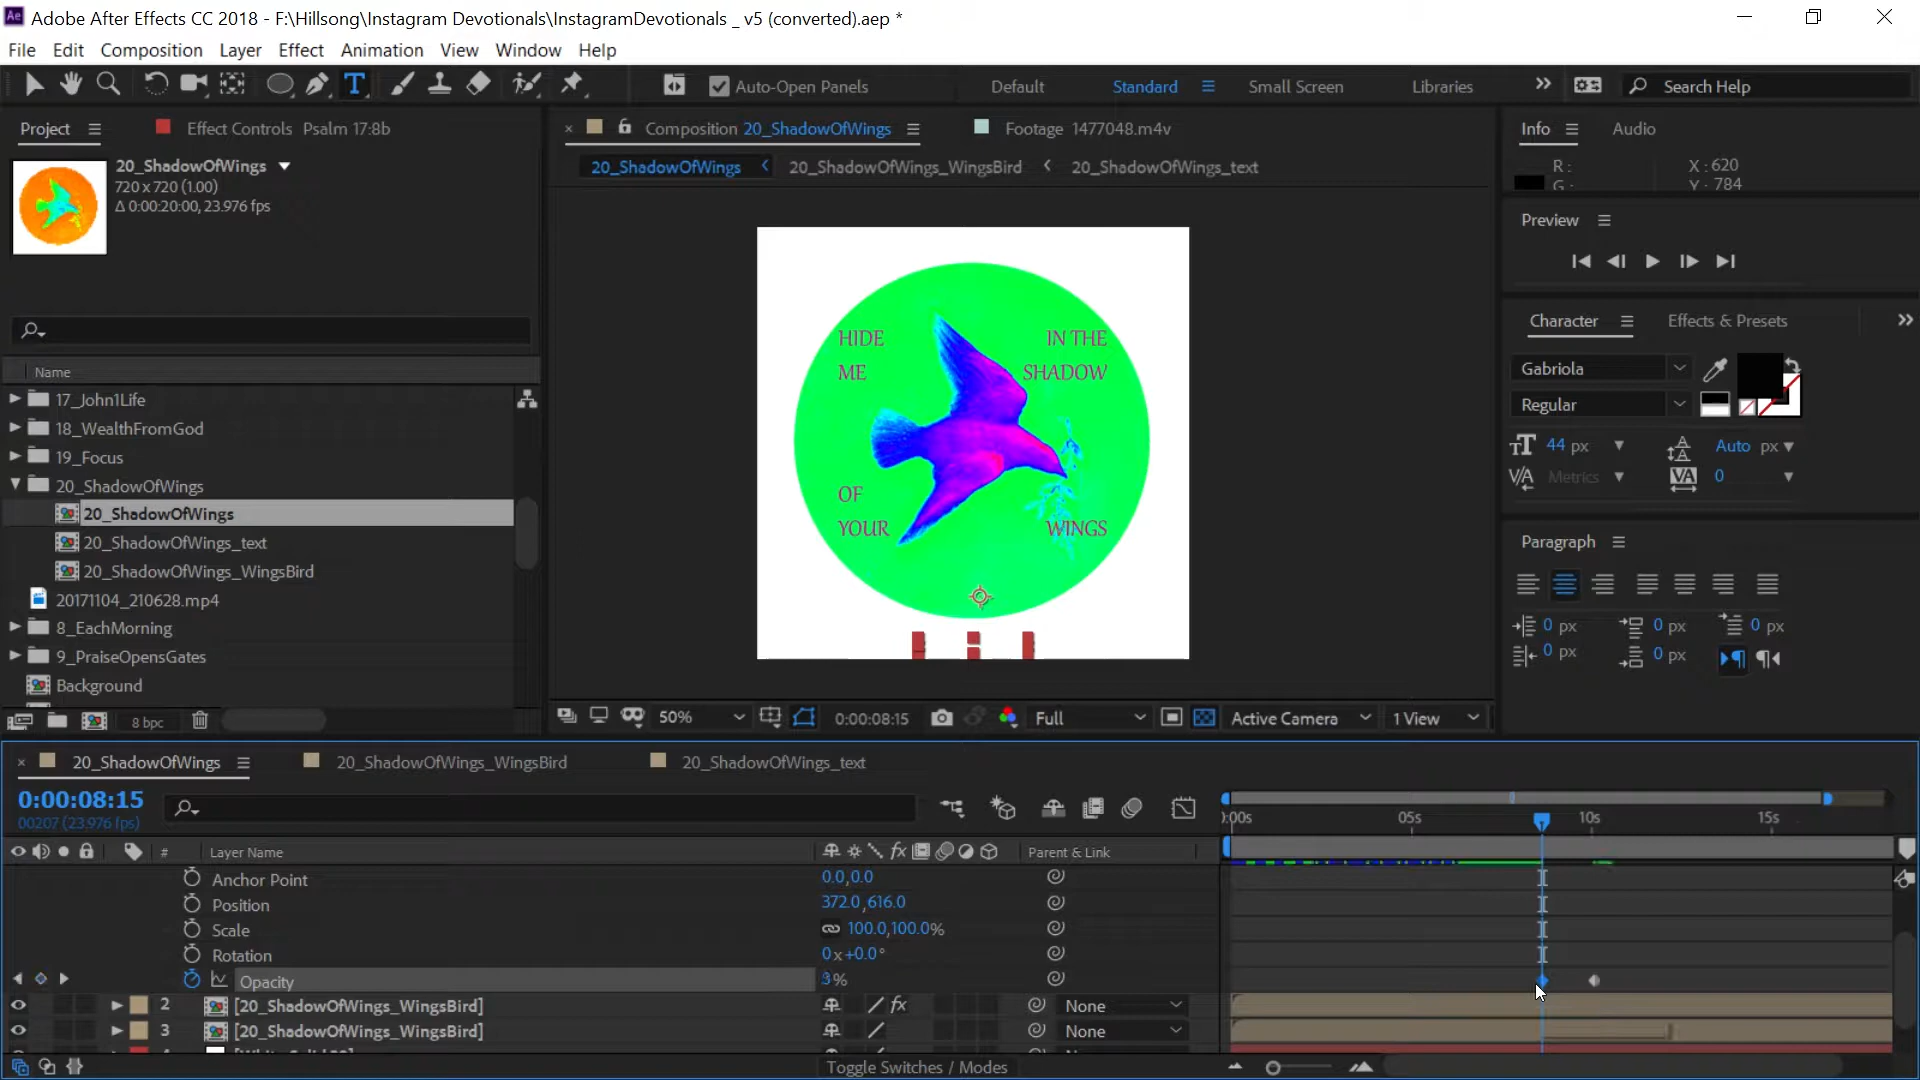 Ae Adobe After Effects CC 2018 - F:\Hillsong\Instagram Devotionals\InstagramDevotionals _ v5 (converted).aep *
File Edit Composition Layer Effect Animation View Window Help
T Auto-Open Panels Default Standard Small Screen Libraries Search Help
Project Effect Controls Psalm 17:8b Composition 20_ShadowOfWings Footage 1477048.m4v Info Audio
20_ShadowOfWings
720 x 720 (1.00)
Δ 0:00:20:00, 23.976 fps
20_ShadowOfWings 20_ShadowOfWings_WingsBird 20_ShadowOfWings_text
R :
G :
X : 620
Y : 784
Preview
HIDE
ME
IN THE
SHADOW
OF
YOUR
WINGS
Character Effects & Presets
Gabriola
Regular
44 px Auto px
Metrics 0
Paragraph
0 px 0 px 0 px
0 px 0 px
Name
17_John1Life
18_WealthFromGod
19_Focus
20_ShadowOfWings
20_ShadowOfWings
20_ShadowOfWings_text
20_ShadowOfWings_WingsBird
20171104_210628.mp4
8_EachMorning
9_PraiseOpensGates
Background
8 bpc
50% 0:00:08:15 Full Active Camera 1 View
20_ShadowOfWings 20_ShadowOfWings_WingsBird 20_ShadowOfWings_text
0:00:08:15
00207 (23.976 fps)
):00s 05s 10s 15s
# Layer Name fx Parent & Link
Anchor Point 0.0,0.0
Position 372.0,616.0
Scale 100.0,100.0%
Rotation 0x+0.0°
Opacity %
2 [20_ShadowOfWings_WingsBird] fx None
3 [20_ShadowOfWings_WingsBird] None
Toggle Switches / Modes